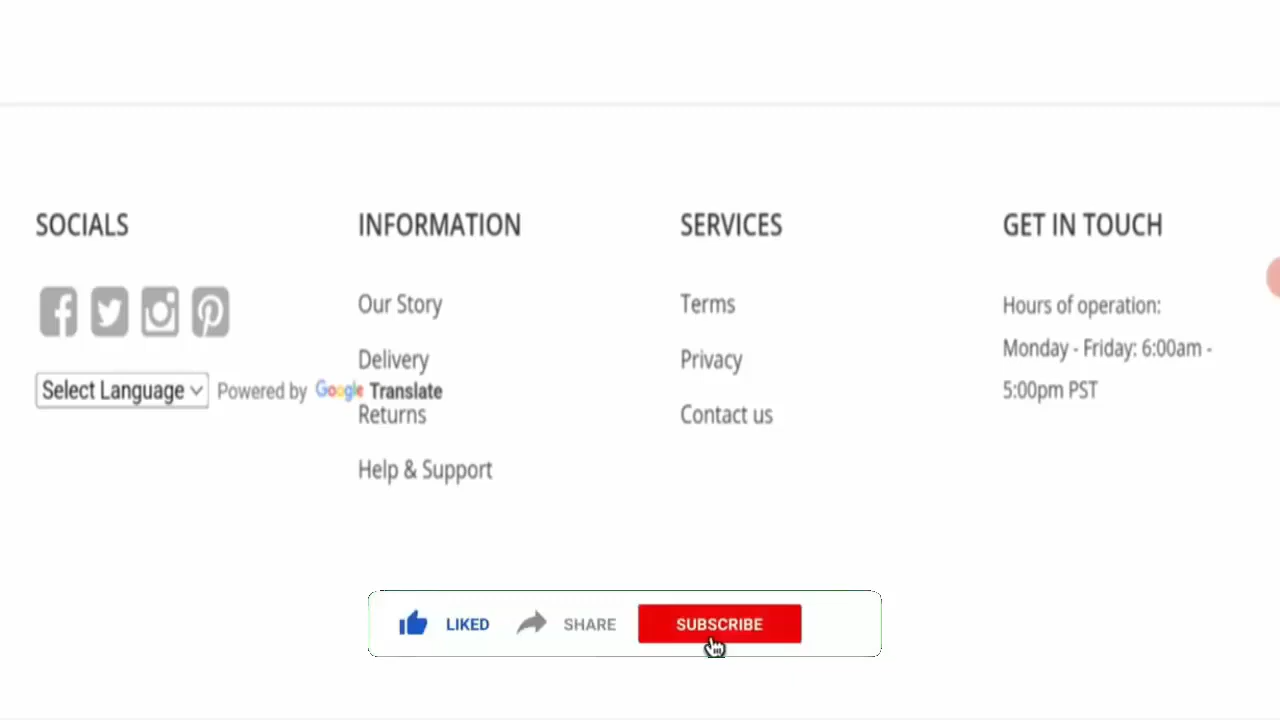 SOCIALS
Select Language
Powered by Google Translate
INFORMATION
Our Story
Delivery
Returns
Help & Support
SERVICES
Terms
Privacy
Contact us
GET IN TOUCH
Hours of operation:
Monday - Friday: 6:00am -
5:00pm PST
LIKED
SHARE
SUBSCRIBE